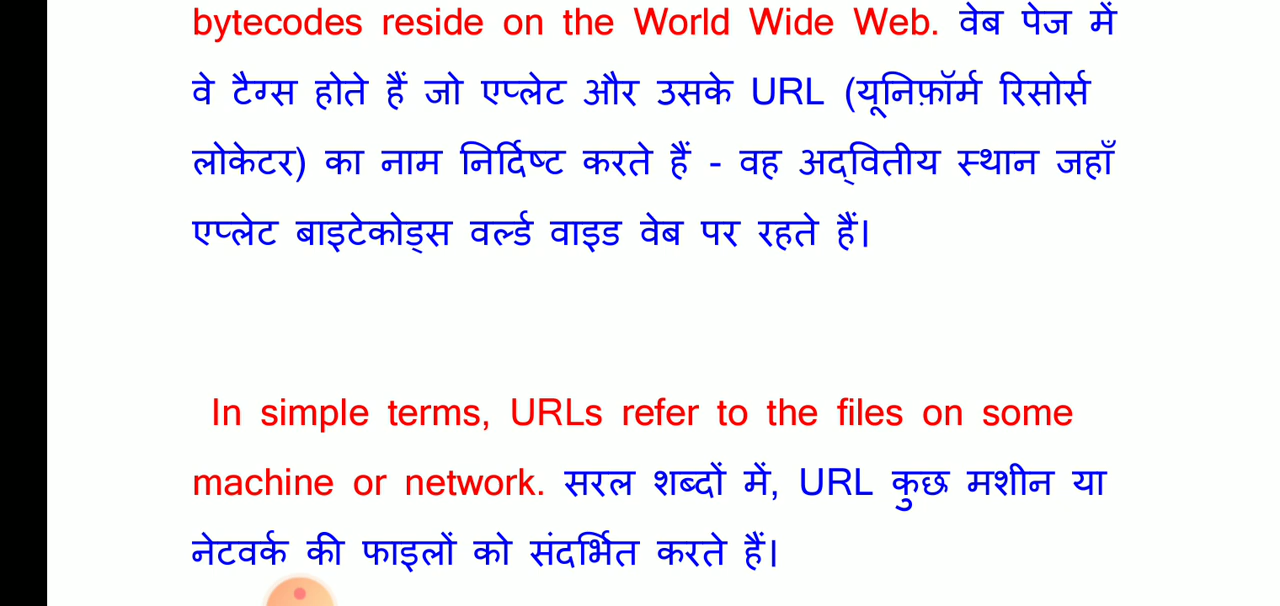 bytecodes reside on the World Wide Web. वेब पेज में
वे टैग्स होते हैं जो एप्लेट और उसके URL (यूनिफ़ॉर्म रिसोर्स
लोकेटर) का नाम निर्दिष्ट करते हैं - वह अद्वितीय स्थान जहाँ
एप्लेट बाइटेकोड्स वर्ल्ड वाइड वेब पर रहते हैं।
In simple terms, URLs refer to the files on some
machine or network. सरल शब्दों में, URL कुछ मशीन या
नेटवर्क की फाइलों को संदर्भित करते हैं।